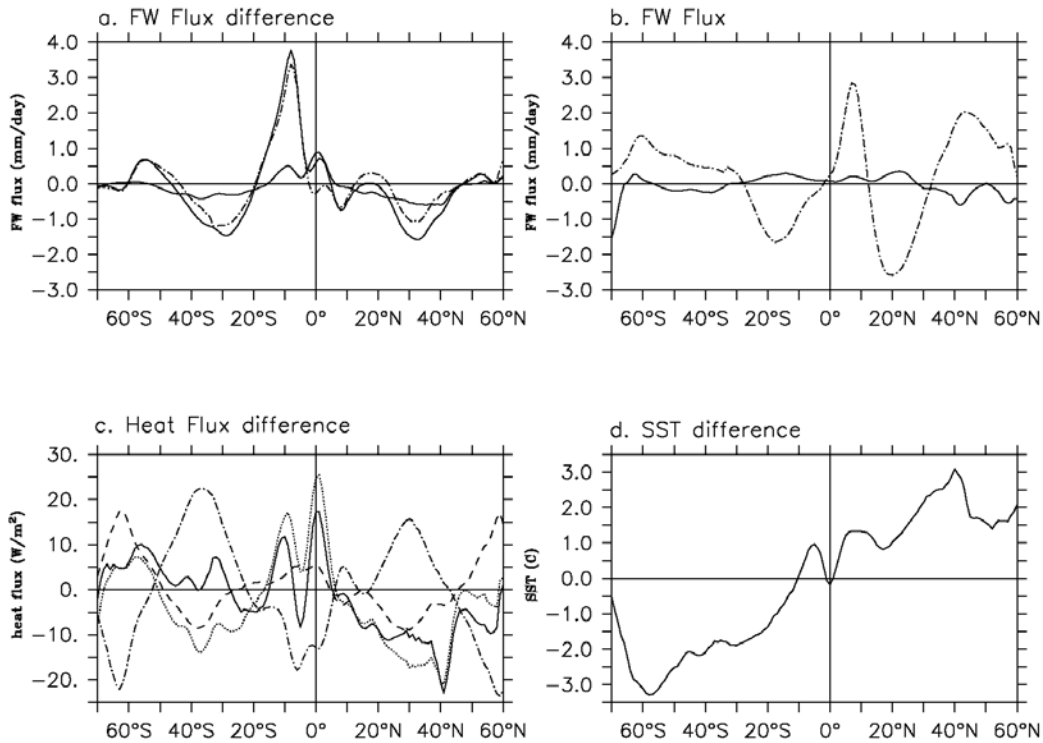 a. FW Flux difference
b. FW Flux
4.0
3.0
2.0
1.0
0.0
−1.0
−2.0
−3.0
FW flux (mm/day)
60°S 40°S 20°S 0° 20°N 40°N 60°N
4.0
3.0
2.0
1.0
0.0
−1.0
−2.0
−3.0
FW flux (mm/day)
60°S 40°S 20°S 0° 20°N 40°N 60°N
c. Heat Flux difference
d. SST difference
30.
20.
10.
0.
−10.
−20.
heat flux (W/m²)
60°S 40°S 20°S 0° 20°N 40°N 60°N
3.0
2.0
1.0
0.0
−1.0
−2.0
−3.0
SST (C)
60°S 40°S 20°S 0° 20°N 40°N 60°N